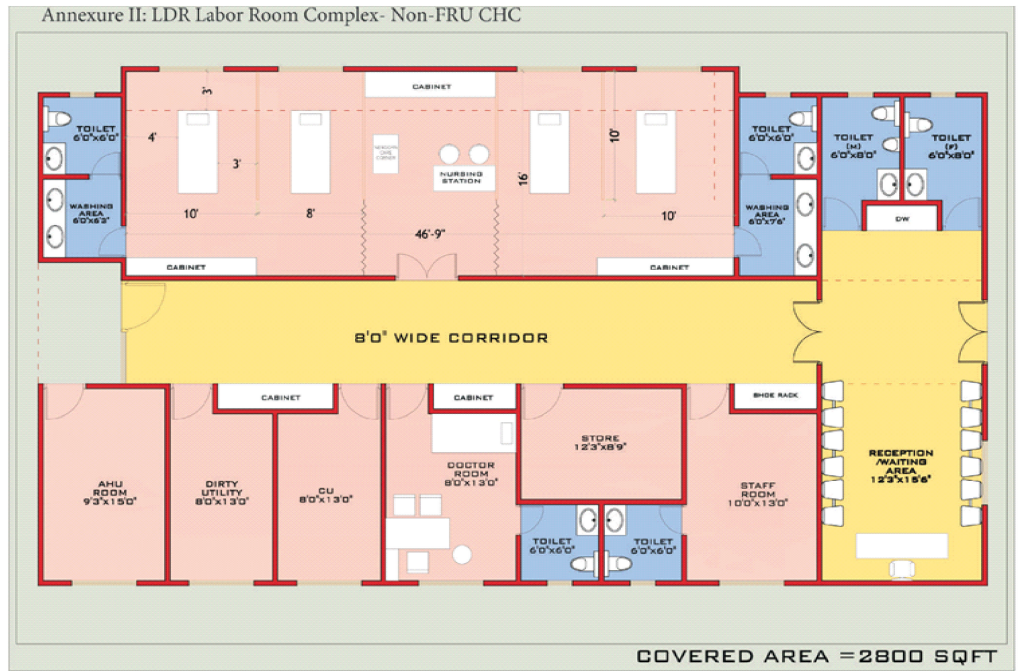 Annexure II: LDR Labor Room Complex- Non-FRU CHC
CABINET
3'
TOILET
6'0"x6'0"
4'
3'
NEWBORN
CARE
CORNER
NURSING
STATION
10'
16'
TOILET
6'0"x6'0"
TOILET
(M)
6'0"x8'0"
TOILET
(F)
6'0"x8'0"
WASHING
AREA
6'0"x6'3"
10'
8'
46'-9"
10'
WASHING
AREA
6'0"x7'6"
DW
CABINET
CABINET
8'0" WIDE CORRIDOR
CABINET
CABINET
SHOE RACK
AHU
ROOM
9'3"x15'0"
DIRTY
UTILITY
8'0"x13'0"
CU
8'0"x13'0"
DOCTOR
ROOM
8'0"x13'0"
STORE
12'3"x8'9"
STAFF
ROOM
10'0"x13'0"
RECEPTION
/WAITING
AREA
12'3"x15'6"
TOILET
6'0"x6'0"
TOILET
6'0"x6'0"
COVERED AREA =2800 SQFT